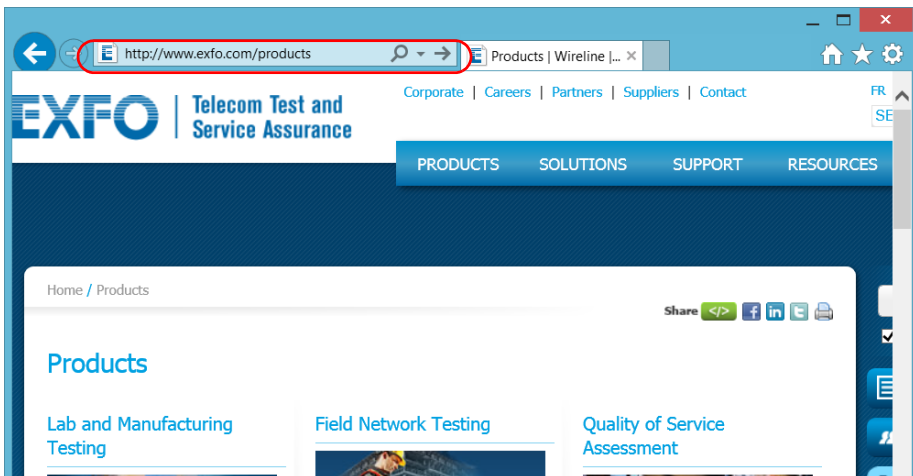 http://www.exfo.com/products
Products | Wireline |...
EXFO
Telecom Test and
Service Assurance
Corporate | Careers | Partners | Suppliers | Contact
FR
SE
PRODUCTS SOLUTIONS SUPPORT RESOURCES
Home / Products
Share
Products
Lab and Manufacturing
Testing
Field Network Testing
Quality of Service
Assessment